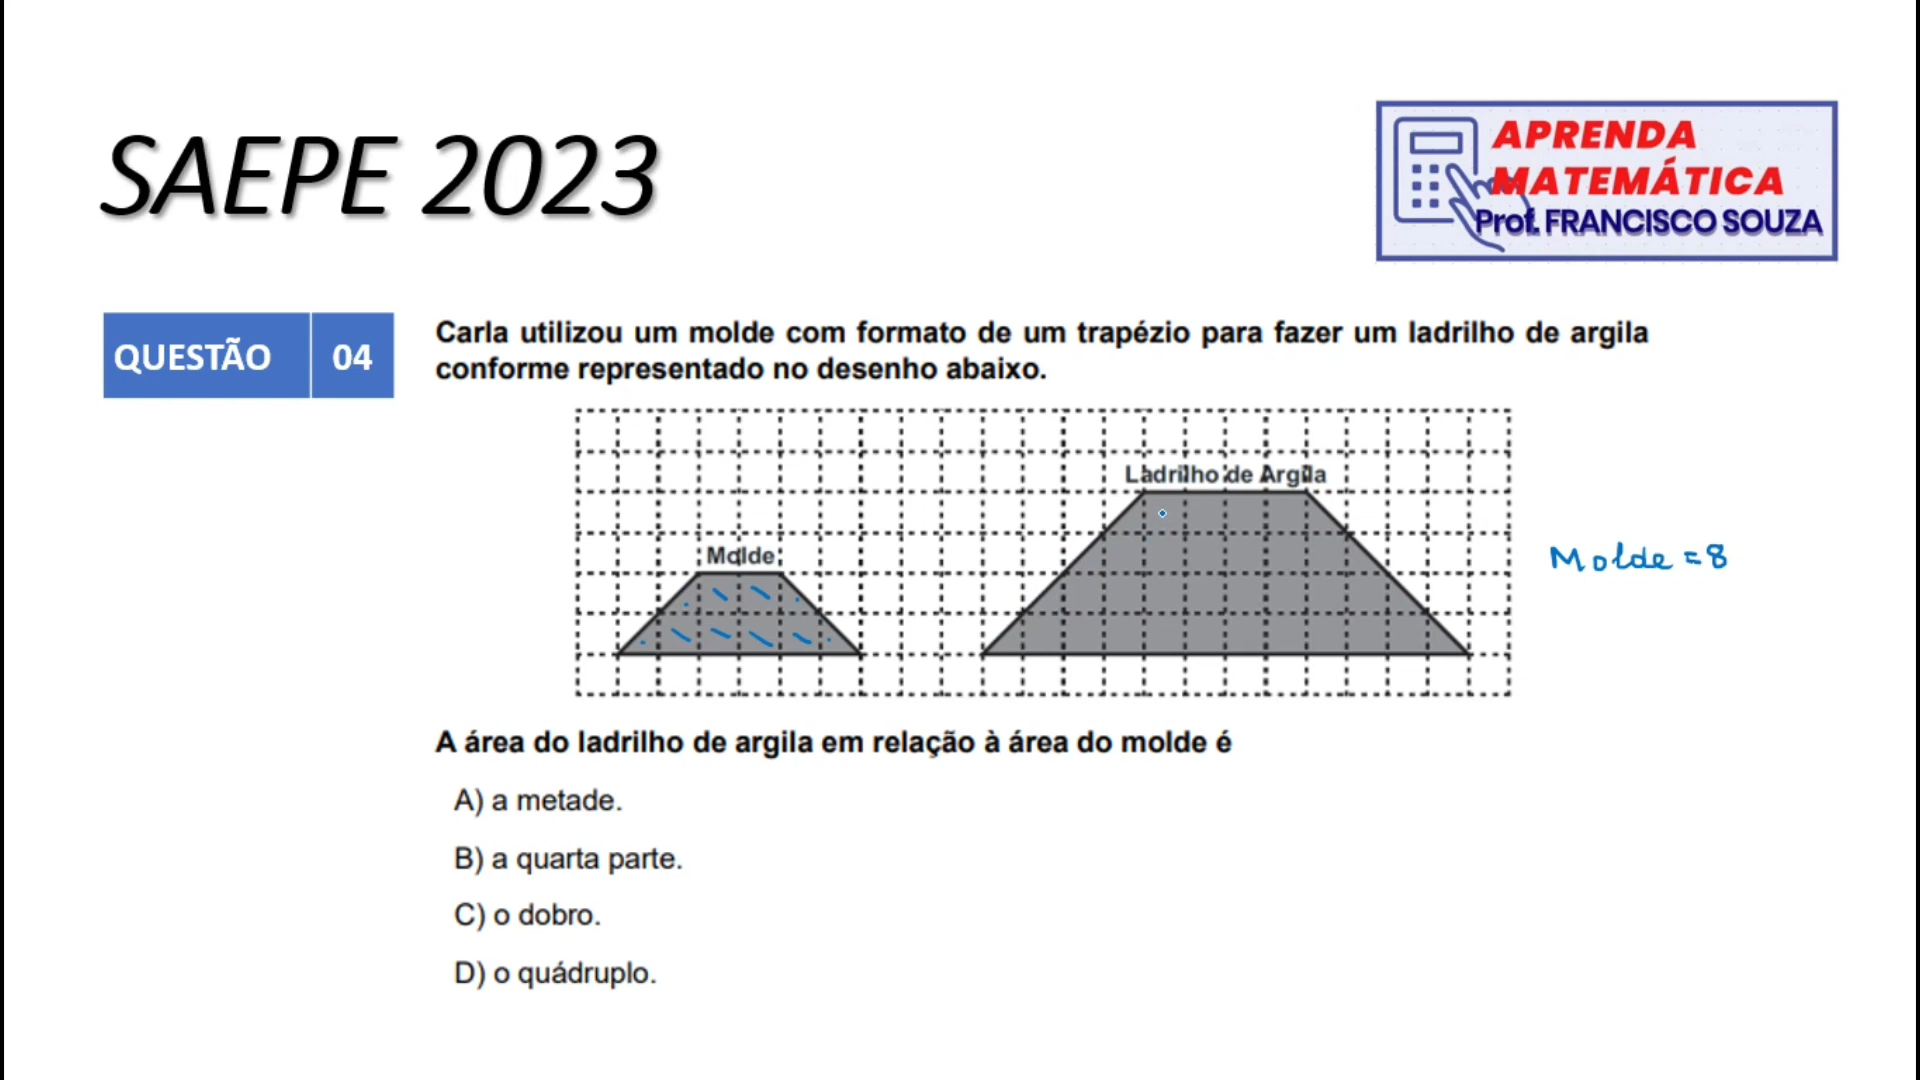 SAEPE 2023
APRENDA
MATEMÁTICA
Prof. FRANCISCO SOUZA
QUESTÃO 04
Carla utilizou um molde com formato de um trapézio para fazer um ladrilho de argila
conforme representado no desenho abaixo.
Ladrilho de Argila
Molde
Molde = 8
A área do ladrilho de argila em relação à área do molde é
A) a metade.
B) a quarta parte.
C) o dobro.
D) o quádruplo.